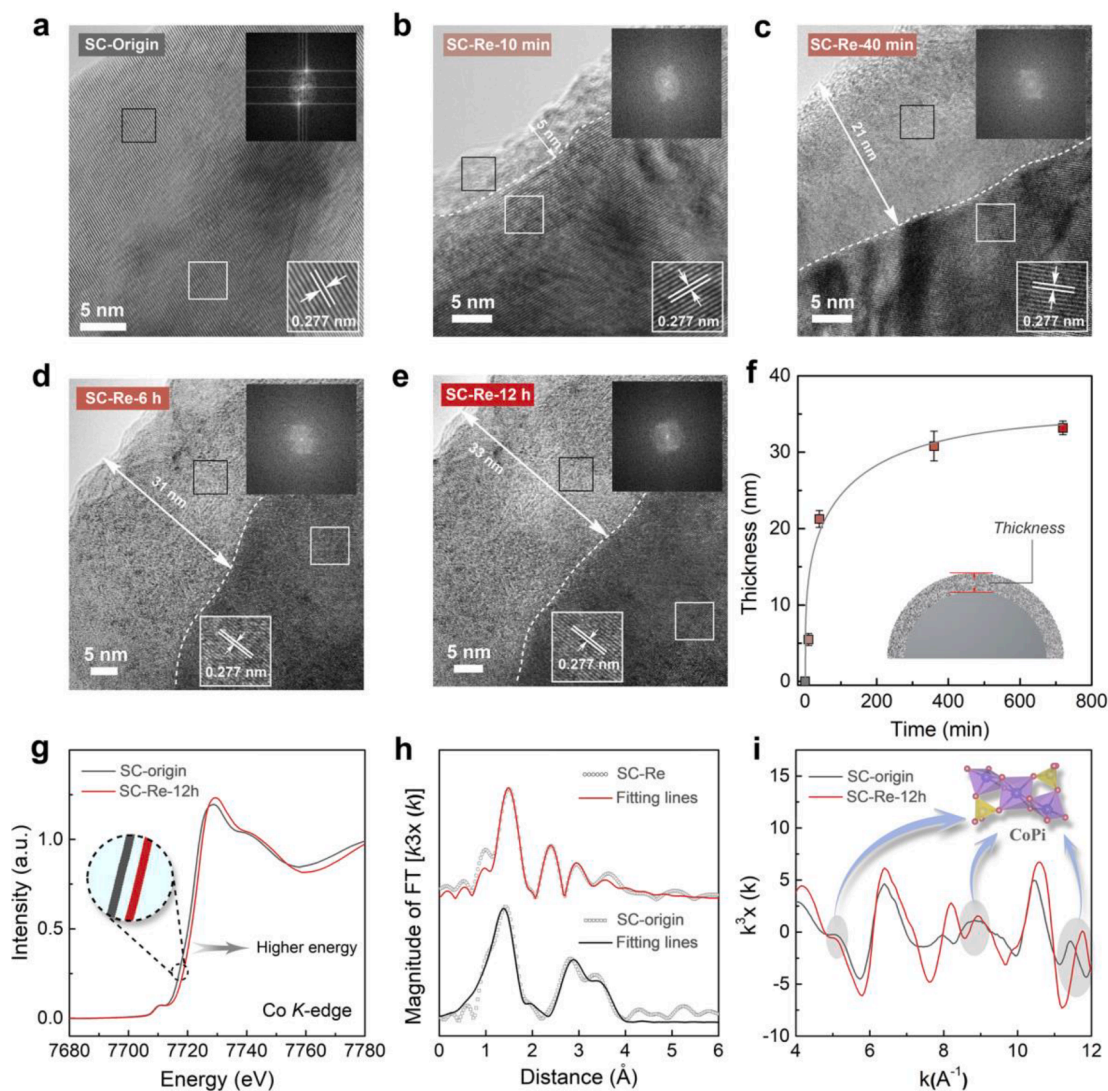 a
SC-Origin
5 nm
0.277 nm
b
SC-Re-10 min
5 nm
5 nm
0.277 nm
c
SC-Re-40 min
21 nm
5 nm
0.277 nm
d
SC-Re-6 h
31 nm
5 nm
0.277 nm
e
SC-Re-12 h
33 nm
5 nm
0.277 nm
f
40
35
30
20
10
0
Thickness (nm)
Thickness
0 200 400 600 800
Time (min)
g
SC-origin
SC-Re-12h
1.0
0.5
0.0
Intensity (a.u.)
Higher energy
Co K-edge
7680 7700 7720 7740 7760 7780
Energy (eV)
h
SC-Re
Fitting lines
SC-origin
Fitting lines
Magnitude of FT [k3x (k)]
0 1 2 3 4 5 6
Distance (Å)
i
SC-origin
SC-Re-12h
CoPi
15
10
5
0
-5
-10
k³x (k)
4 6 8 10 12
k(A⁻¹)